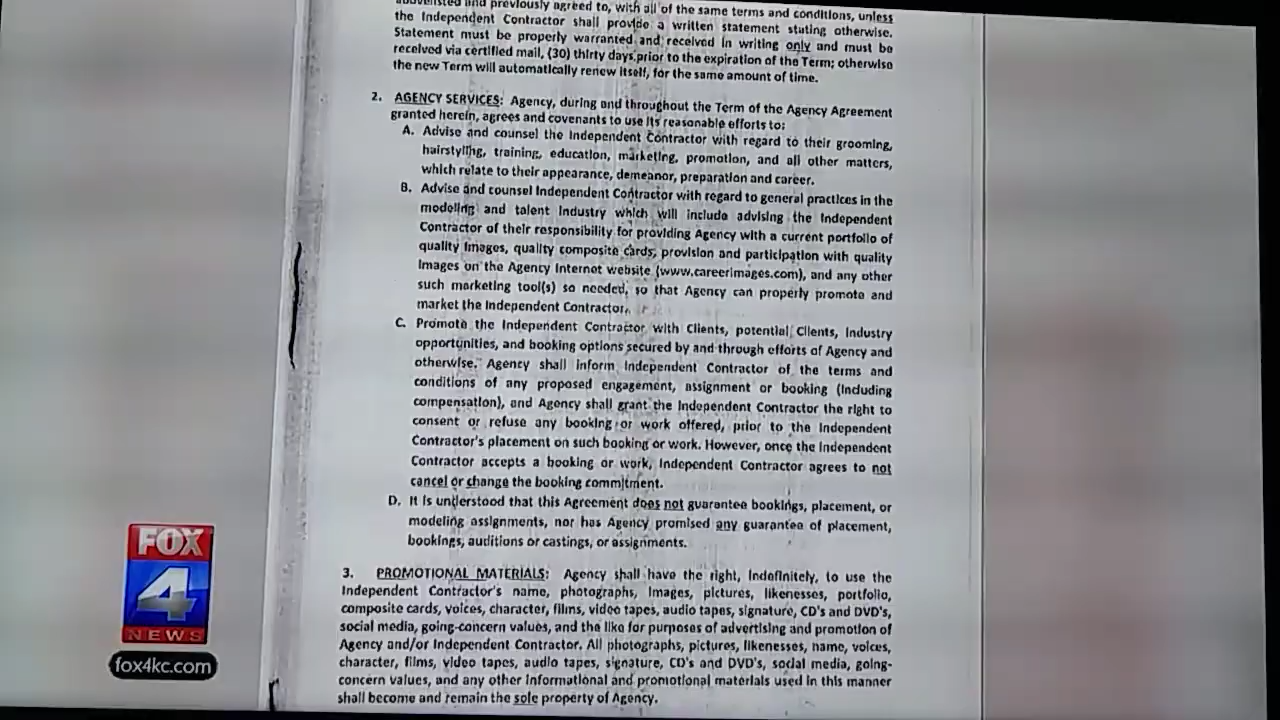 abovelisted and previously agreed to, with all of the same terms and conditions, unless
the Independent Contractor shall provide a written statement stating otherwise.
Statement must be properly warranted and received in writing only and must be
received via certified mail, (30) thirty days prior to the expiration of the Term; otherwise
the new Term will automatically renew itself, for the same amount of time.
2. AGENCY SERVICES: Agency, during and throughout the Term of the Agency Agreement
granted herein, agrees and covenants to use its reasonable efforts to:
A. Advise and counsel the Independent Contractor with regard to their grooming,
hairstyling, training, education, marketing, promotion, and all other matters,
which relate to their appearance, demeanor, preparation and career.
B. Advise and counsel Independent Contractor with regard to general practices in the
modeling and talent industry which will include advising the Independent
Contractor of their responsibility for providing Agency with a current portfolio of
quality images, quality composite cards, provision and participation with quality
images on the Agency Internet website (www.careerimages.com), and any other
such marketing tool(s) so needed, so that Agency can properly promote and
market the Independent Contractor.
C. Promote the Independent Contractor with Clients, potential Clients, Industry
opportunities, and booking options secured by and through efforts of Agency and
otherwise. Agency shall inform Independent Contractor of the terms and
conditions of any proposed engagement, assignment or booking (including
compensation), and Agency shall grant the Independent Contractor the right to
consent or refuse any booking or work offered, prior to the Independent
Contractor's placement on such booking or work. However, once the Independent
Contractor accepts a booking or work, Independent Contractor agrees to not
cancel or change the booking commitment.
D. It is understood that this Agreement does not guarantee bookings, placement, or
modeling assignments, nor has Agency promised any guarantee of placement,
bookings, auditions or castings, or assignments.
3. PROMOTIONAL MATERIALS: Agency shall have the right, indefinitely, to use the
Independent Contractor's name, photographs, images, pictures, likenesses, portfolio,
composite cards, voices, character, films, video tapes, audio tapes, signature, CD's and DVD's,
social media, going-concern values, and the like for purposes of advertising and promotion of
Agency and/or Independent Contractor. All photographs, pictures, likenesses, name, voices,
character, films, video tapes, audio tapes, signature, CD's and DVD's, social media, going-
concern values, and any other informational and promotional materials used in this manner
shall become and remain the sole property of Agency.
FOX
4
NEWS
fox4kc.com